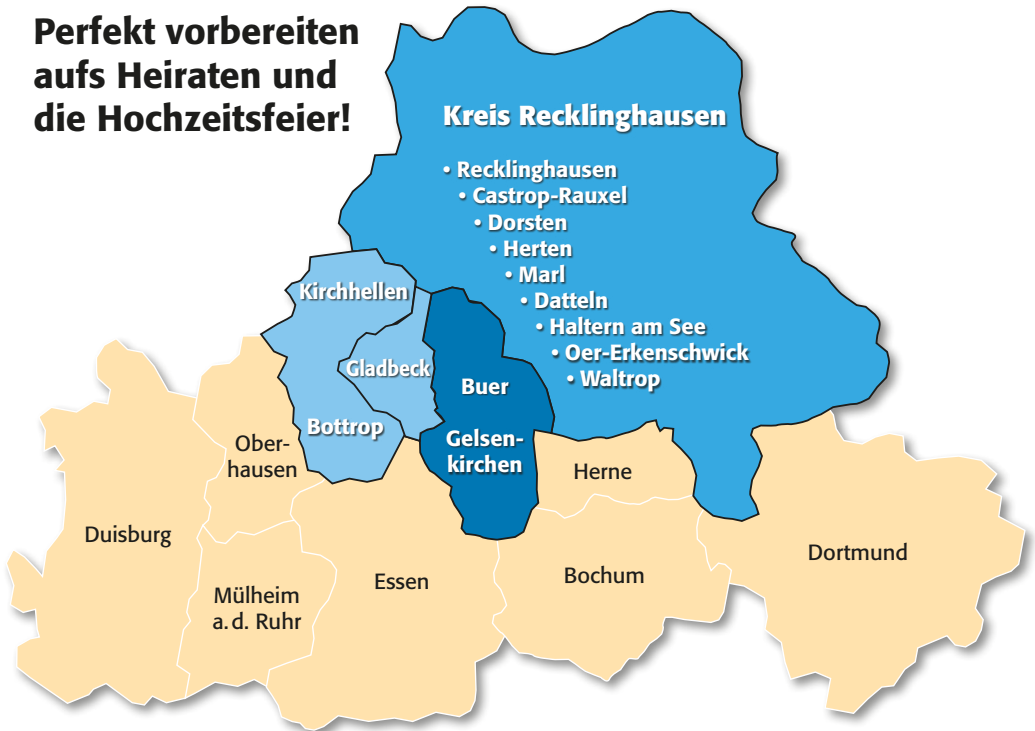 Perfekt vorbereiten
aufs Heiraten und
die Hochzeitsfeier!
Kreis Recklinghausen
• Recklinghausen
• Castrop-Rauxel
• Dorsten
• Herten
• Marl
• Datteln
• Haltern am See
• Oer-Erkenschwick
• Waltrop
Kirchhellen
Gladbeck
Bottrop
Buer
Gelsen-
kirchen
Ober-
hausen
Herne
Duisburg
Mülheim
a. d. Ruhr
Essen
Bochum
Dortmund